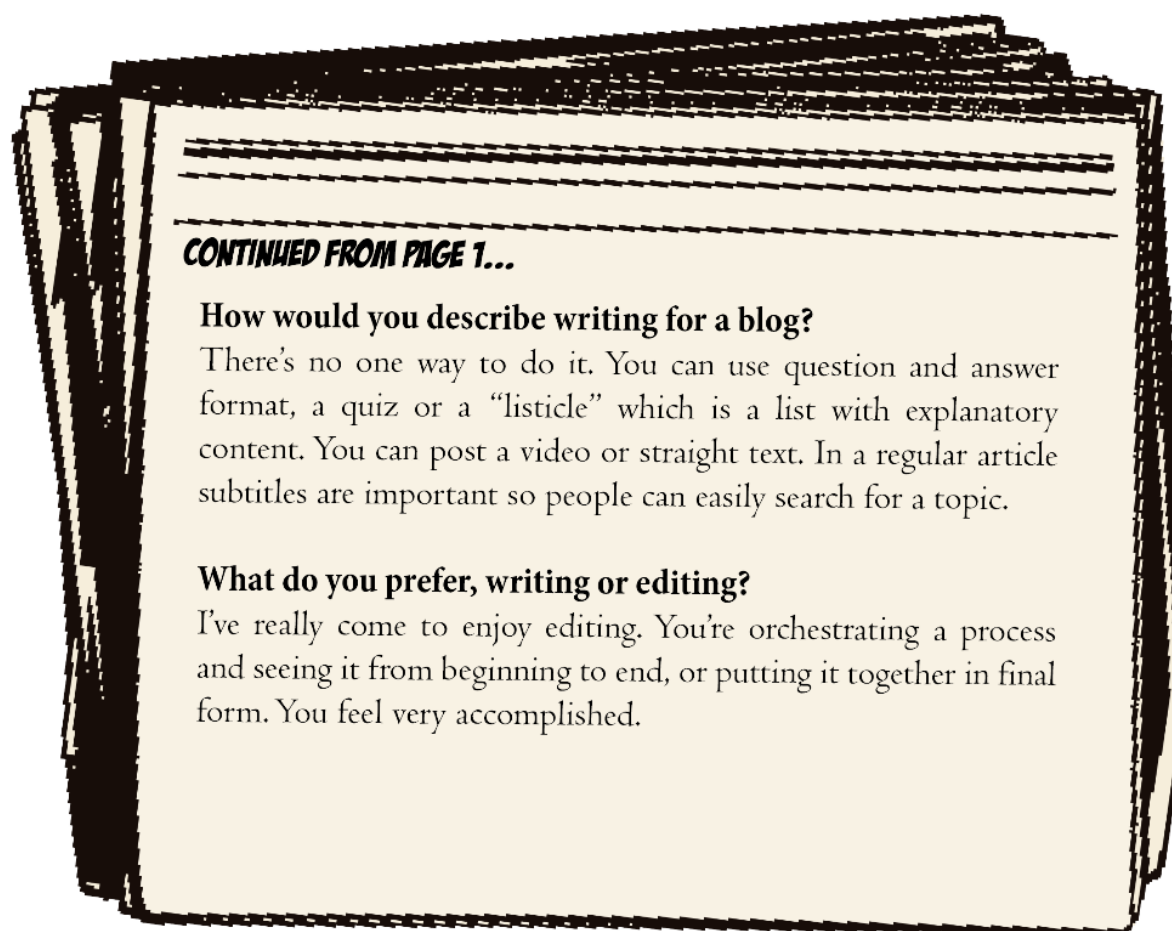 CONTINUED FROM PAGE 1...
How would you describe writing for a blog?
There’s no one way to do it. You can use question and answer
format, a quiz or a “listicle” which is a list with explanatory
content. You can post a video or straight text. In a regular article
subtitles are important so people can easily search for a topic.
What do you prefer, writing or editing?
I’ve really come to enjoy editing. You’re orchestrating a process
and seeing it from beginning to end, or putting it together in final
form. You feel very accomplished.